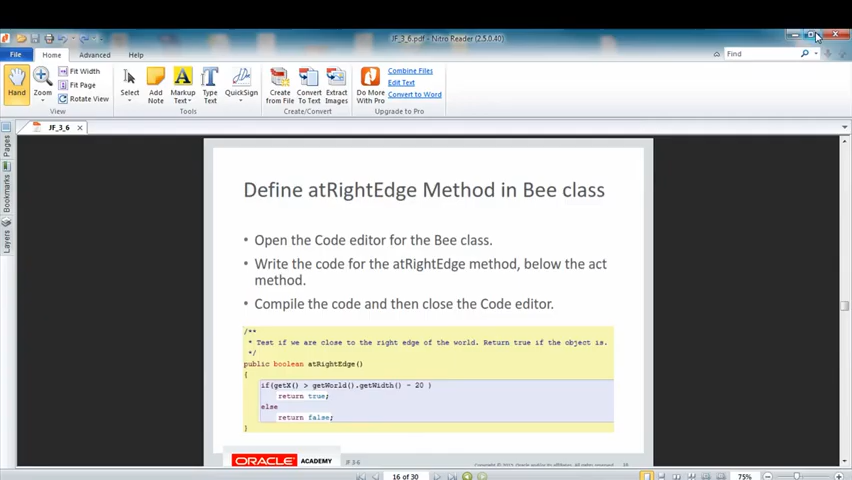 JF_3_6.pdf - Nitro Reader (2.5.0.40)
File Home Advanced Help
Find
Hand
Zoom
Fit Width
Fit Page
Rotate View
View
Select
Add Note
Markup Text
Type Text
QuickSign
Tools
Create from File
Convert To Text
Extract Images
Create/Convert
Do More With Pro
Combine Files
Edit Text
Convert to Word
Upgrade to Pro
JF_3_6
Pages
Bookmarks
Layers
Define atRightEdge Method in Bee class
• Open the Code editor for the Bee class.
• Write the code for the atRightEdge method, below the act
method.
• Compile the code and then close the Code editor.
/**
* Test if we are close to the right edge of the world. Return true if the object is.
*/
public boolean atRightEdge()
{
if(getX() > getWorld().getWidth() - 20 )
return true;
else
return false;
}
ORACLE ACADEMY
JF 3-6
16 of 30
75%